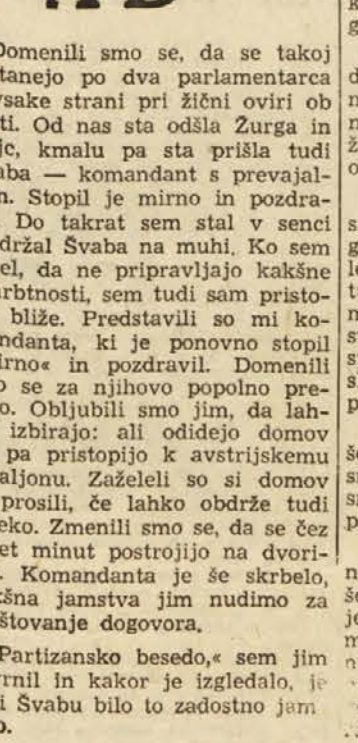 Domenili smo se, da se takoj
tanejo po dva parlamentarca
vsake strani pri žični oviri ob
ti. Od nas sta odšla Žurga in
jc, kmalu pa sta prišla tudi
aba — komandant s prevajal-
n. Stopil je mirno in pozdra-
Do takrat sem stal v senci
držal Švaba na muhi. Ko sem
el, da ne pripravljajo kakšne
rbtnosti, sem tudi sam pristo-
bliže. Predstavili so mi ko-
ndanta, ki je ponovno stopil
irno« in pozdravil. Domenili
o se za njihovo popolno pre-
o. Obljubili smo jim, da lah-
izbirajo: ali odidejo domov
pa pristopijo k avstrijskemu
aljonu. Zaželeli so si domov
prosili, če lahko obdrže tudi
eko. Zmenili smo se, da se čez
et minut postrojijo na dvori-
. Komandanta je še skrbelo,
kšna jamstva jim nudimo za
štovanje dogovora.
Partizansko besedo,« sem jim
rnil in kakor je izgledalo, je
i Švabu bilo to zadostno jam
o.